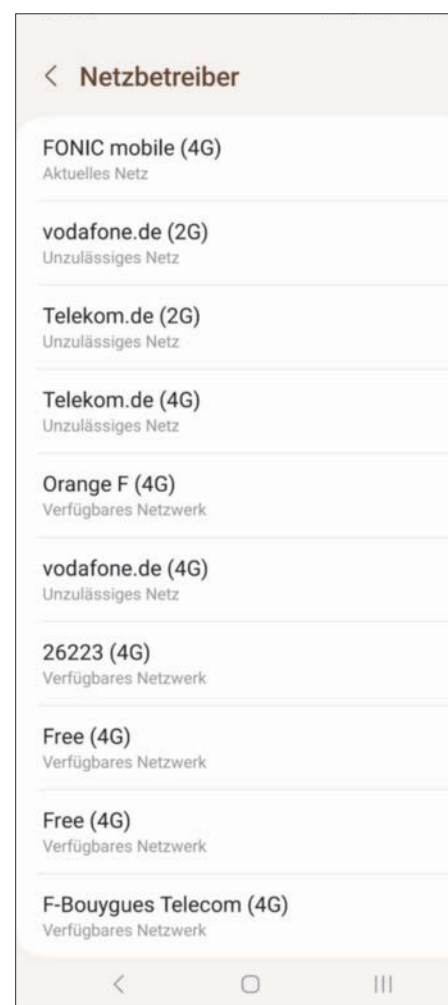 Netzbetreiber
FONIC mobile (4G)
Aktuelles Netz
vodafone.de (2G)
Unzulässiges Netz
Telekom.de (2G)
Unzulässiges Netz
Telekom.de (4G)
Unzulässiges Netz
Orange F (4G)
Verfügbares Netzwerk
vodafone.de (4G)
Unzulässiges Netz
26223 (4G)
Verfügbares Netzwerk
Free (4G)
Verfügbares Netzwerk
Free (4G)
Verfügbares Netzwerk
F-Bouygues Telecom (4G)
Verfügbares Netzwerk